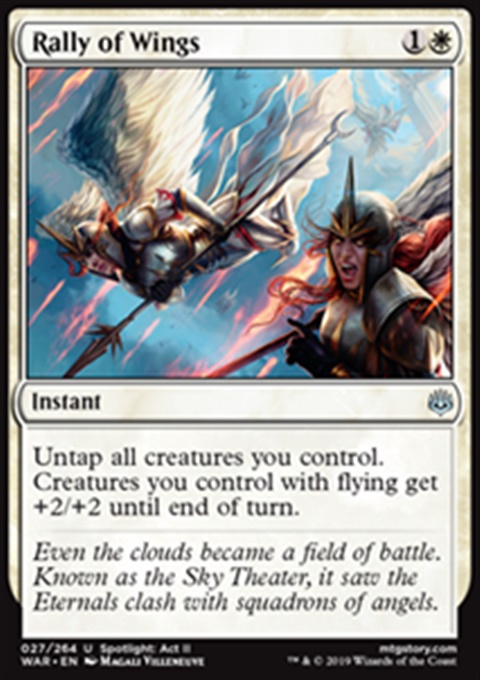 Rally of Wings 1
Instant
Untap all creatures you control.
Creatures you control with flying get
+2/+2 until end of turn.
Even the clouds became a field of battle.
Known as the Sky Theater, it saw the
Eternals clash with squadrons of angels.
027/264 U Spotlight: Act II mtgstory.com
WAR • EN Magali Villeneuve ™ & © 2019 Wizards of the Coast